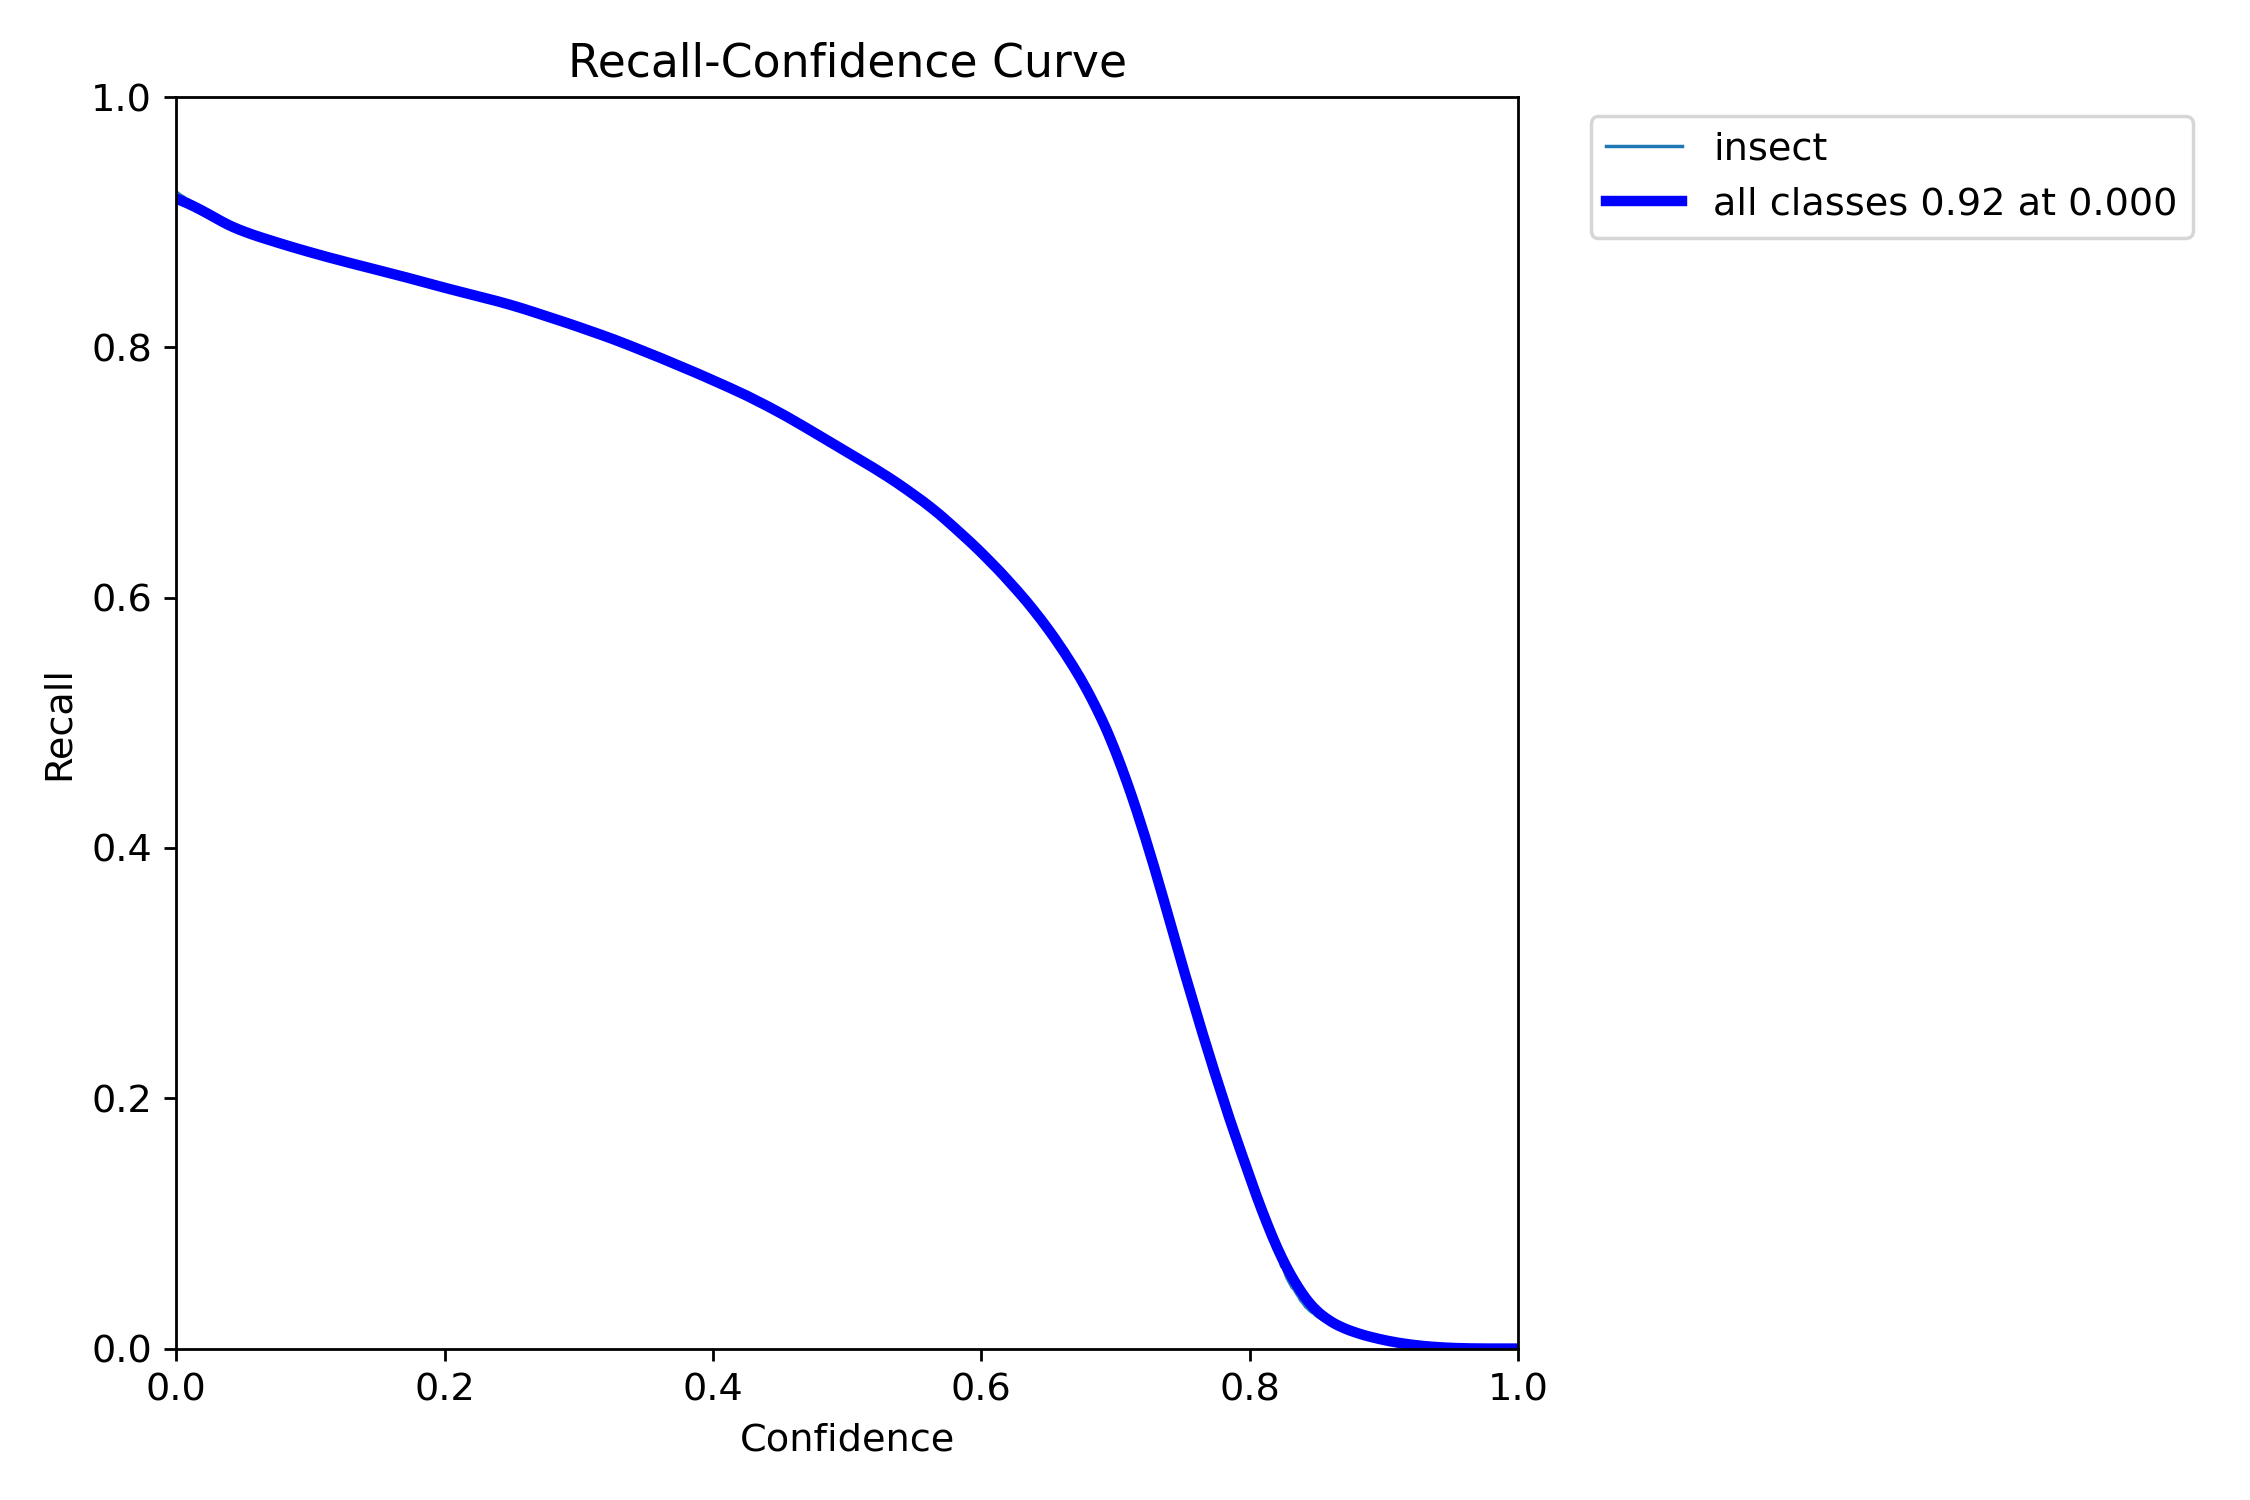 Recall-Confidence Curve
insect
all classes 0.92 at 0.000
1.0
0.8
0.6
0.4
0.2
0.0
Recall
0.0 0.2 0.4 0.6 0.8 1.0
Confidence